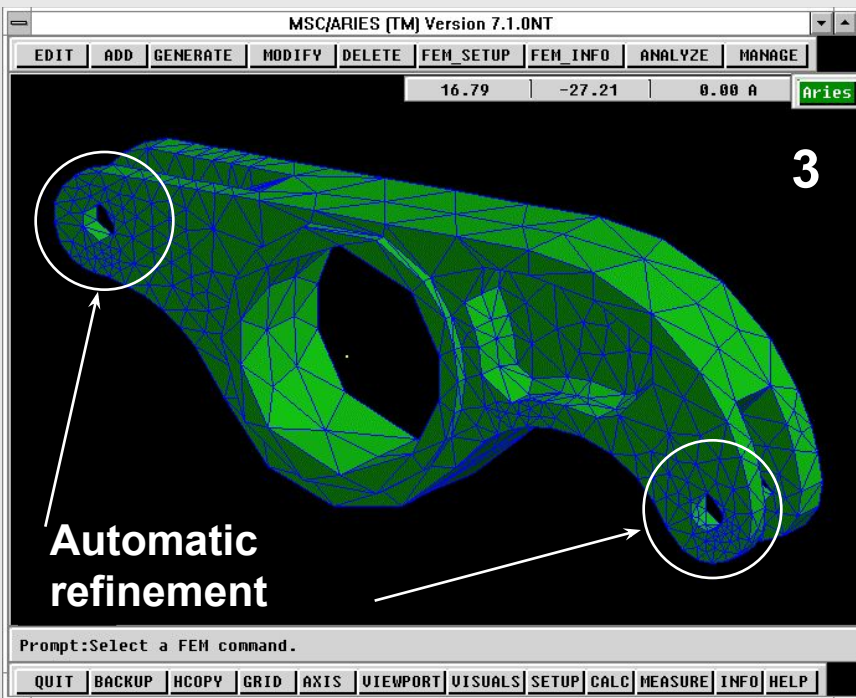 MSC/ARIES (TM) Version 7.1.0NT
EDIT ADD GENERATE MODIFY DELETE FEM_SETUP FEM_INFO ANALYZE MANAGE
16.79 -27.21 0.00 A Aries
3
Automatic
refinement
Prompt:Select a FEM command.
QUIT BACKUP HCOPY GRID AXIS VIEWPORT VISUALS SETUP CALC MEASURE INFO HELP